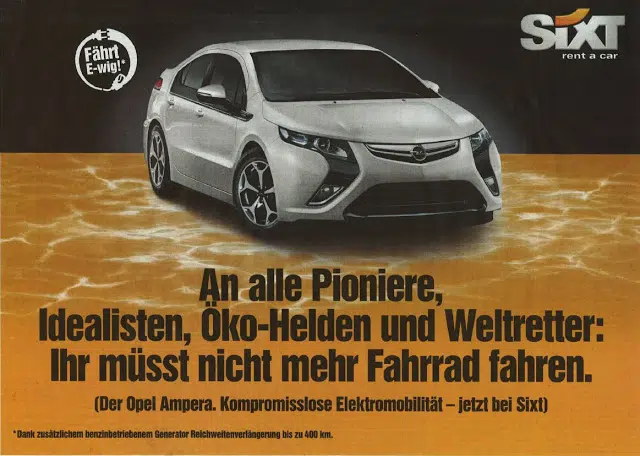 Fährt
E-wig!*
SIXT
rent a car
An alle Pioniere,
Idealisten, Öko-Helden und Weltretter:
Ihr müsst nicht mehr Fahrrad fahren.
(Der Opel Ampera. Kompromisslose Elektromobilität – jetzt bei Sixt)
*Dank zusätzlichem benzinbetriebenem Generator Reichweitenverlängerung bis zu 400 km.